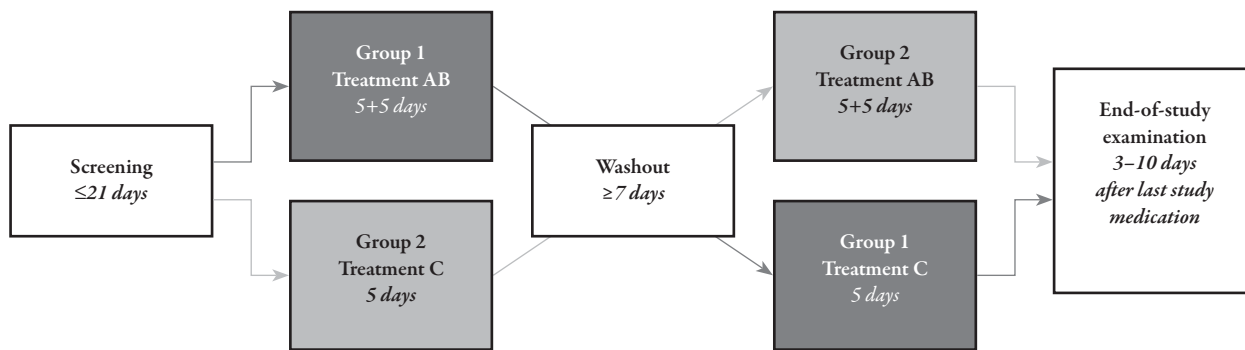 Screening
≤21 days
Group 1
Treatment AB
5+5 days
Group 2
Treatment C
5 days
Washout
≥7 days
Group 2
Treatment AB
5+5 days
Group 1
Treatment C
5 days
End-of-study
examination
3–10 days
after last study
medication